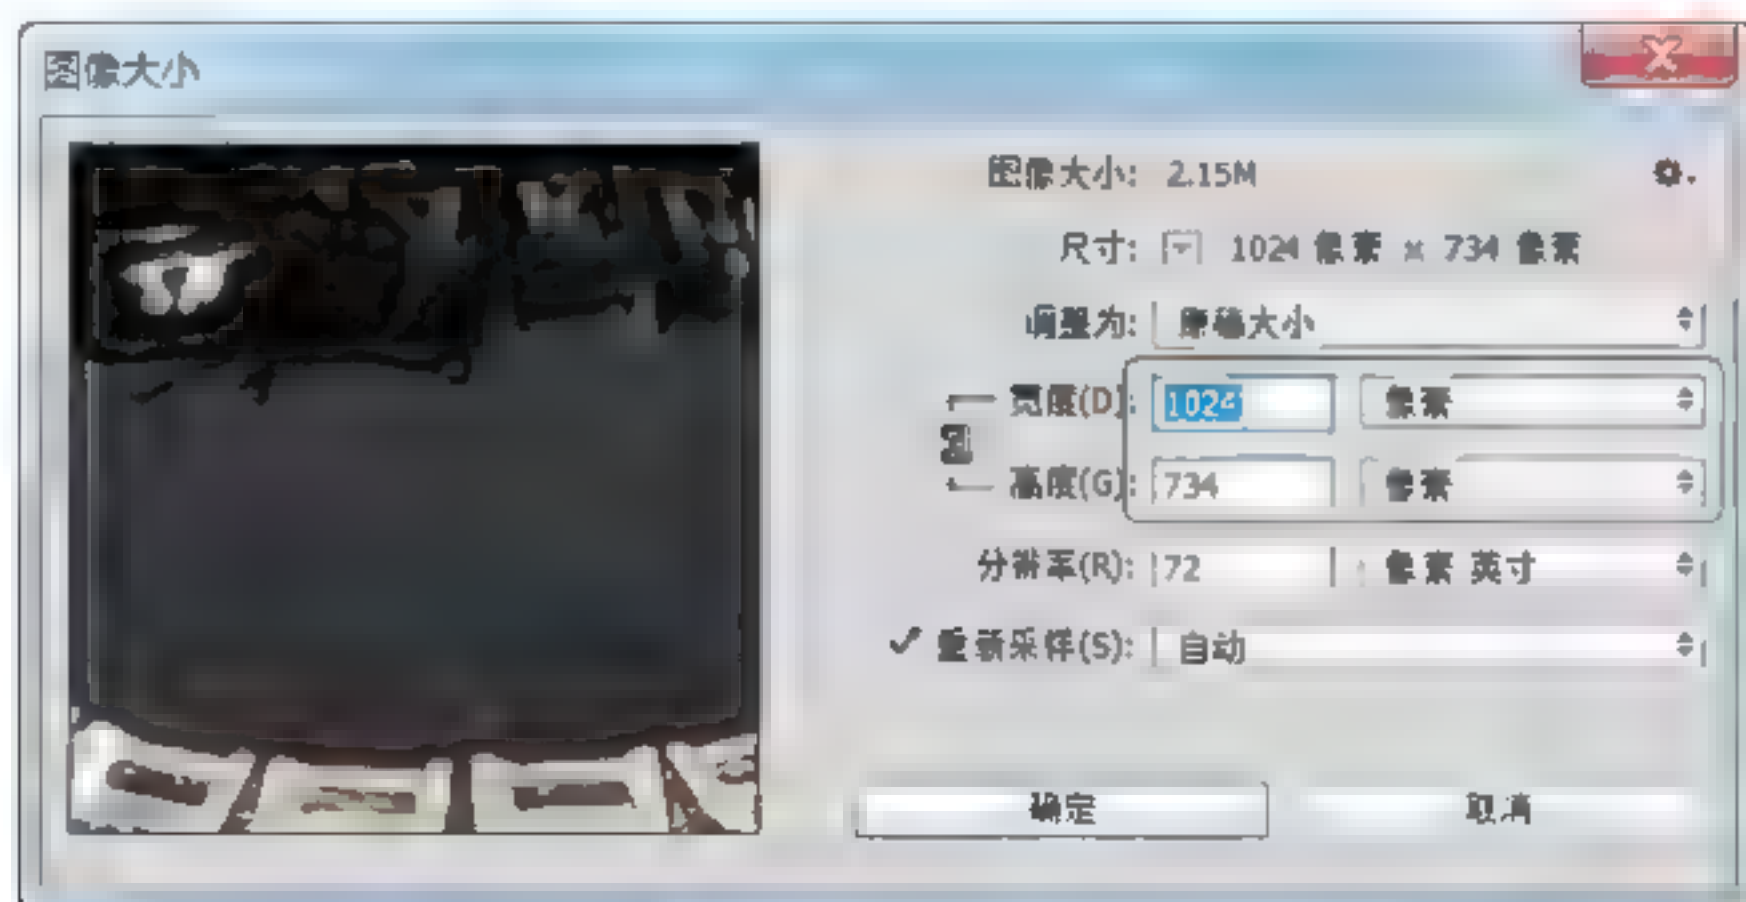 图像大小
图像大小: 2.15M
尺寸: 1024 像素 × 734 像素
调整为: 原稿大小
宽度(D): 1024 像素
高度(G): 734 像素
分辨率(R): 72 像素/英寸
重新采样(S): 自动
确定 取消